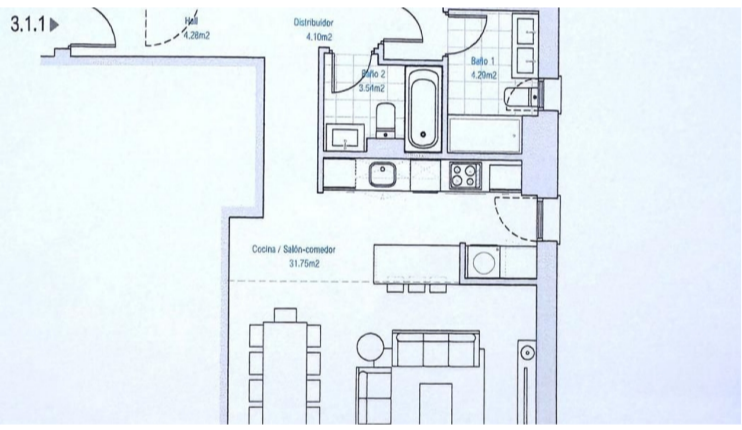 3.1.1
Hall
4.28m2
Distribuidor
4.10m2
Baño 1
4.29m2
Baño 2
3.54m2
Cocina / Salón-comedor
31.75m2